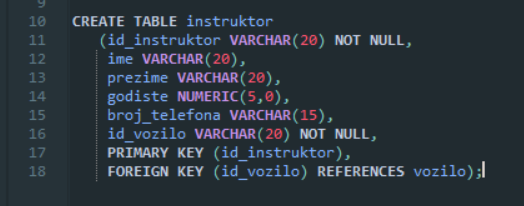 9
10 CREATE TABLE instruktor
11 (id_instruktor VARCHAR(20) NOT NULL,
12 ime VARCHAR(20),
13 prezime VARCHAR(20),
14 godiste NUMERIC(5,0),
15 broj_telefona VARCHAR(15),
16 id_vozilo VARCHAR(20) NOT NULL,
17 PRIMARY KEY (id_instruktor),
18 FOREIGN KEY (id_vozilo) REFERENCES vozilo);